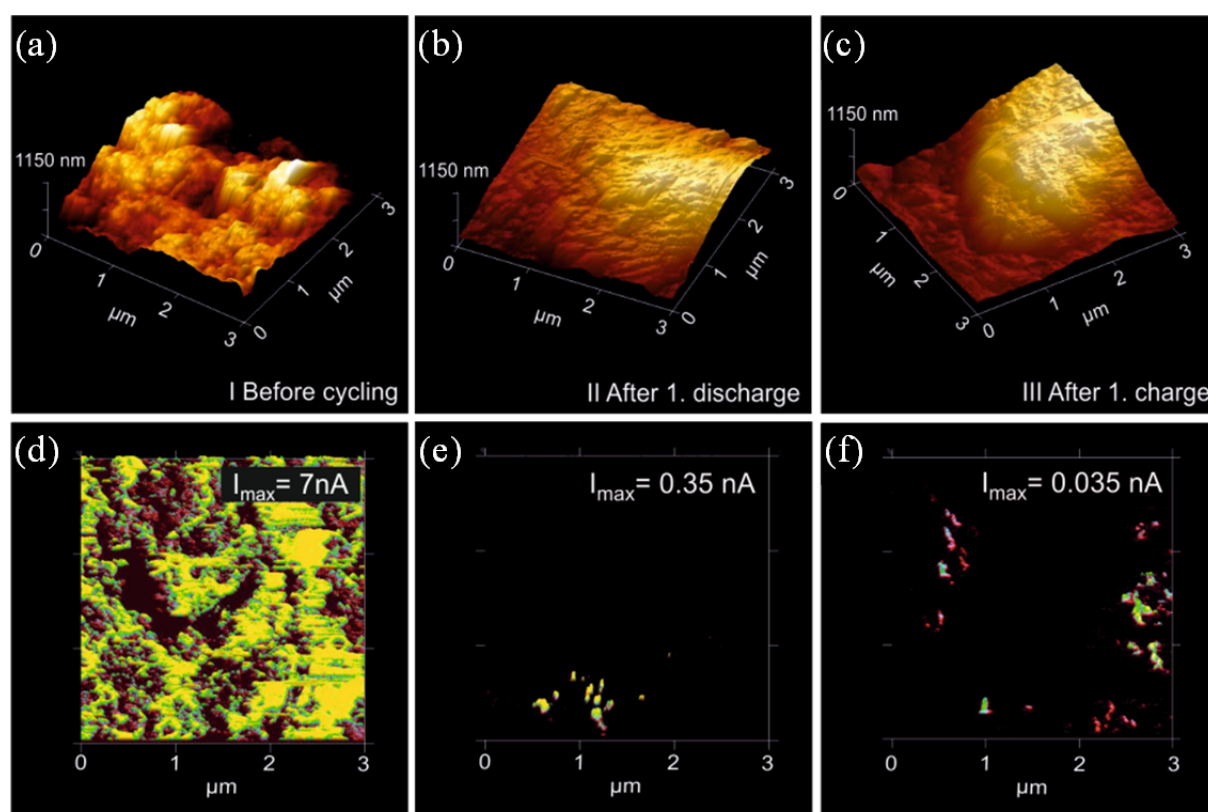 (a)
1150 nm
0
1
2
3
µm
0
1
2
3
µm
I Before cycling
(b)
1150 nm
0
1
2
3
µm
1
2
3
µm
II After 1. discharge
(c)
1150 nm
0
1
2
3
µm
0
1
2
3
µm
III After 1. charge
(d)
Imax= 7nA
0
1
2
3
µm
(e)
Imax= 0.35 nA
0
1
2
3
µm
(f)
Imax= 0.035 nA
0
1
2
3
µm